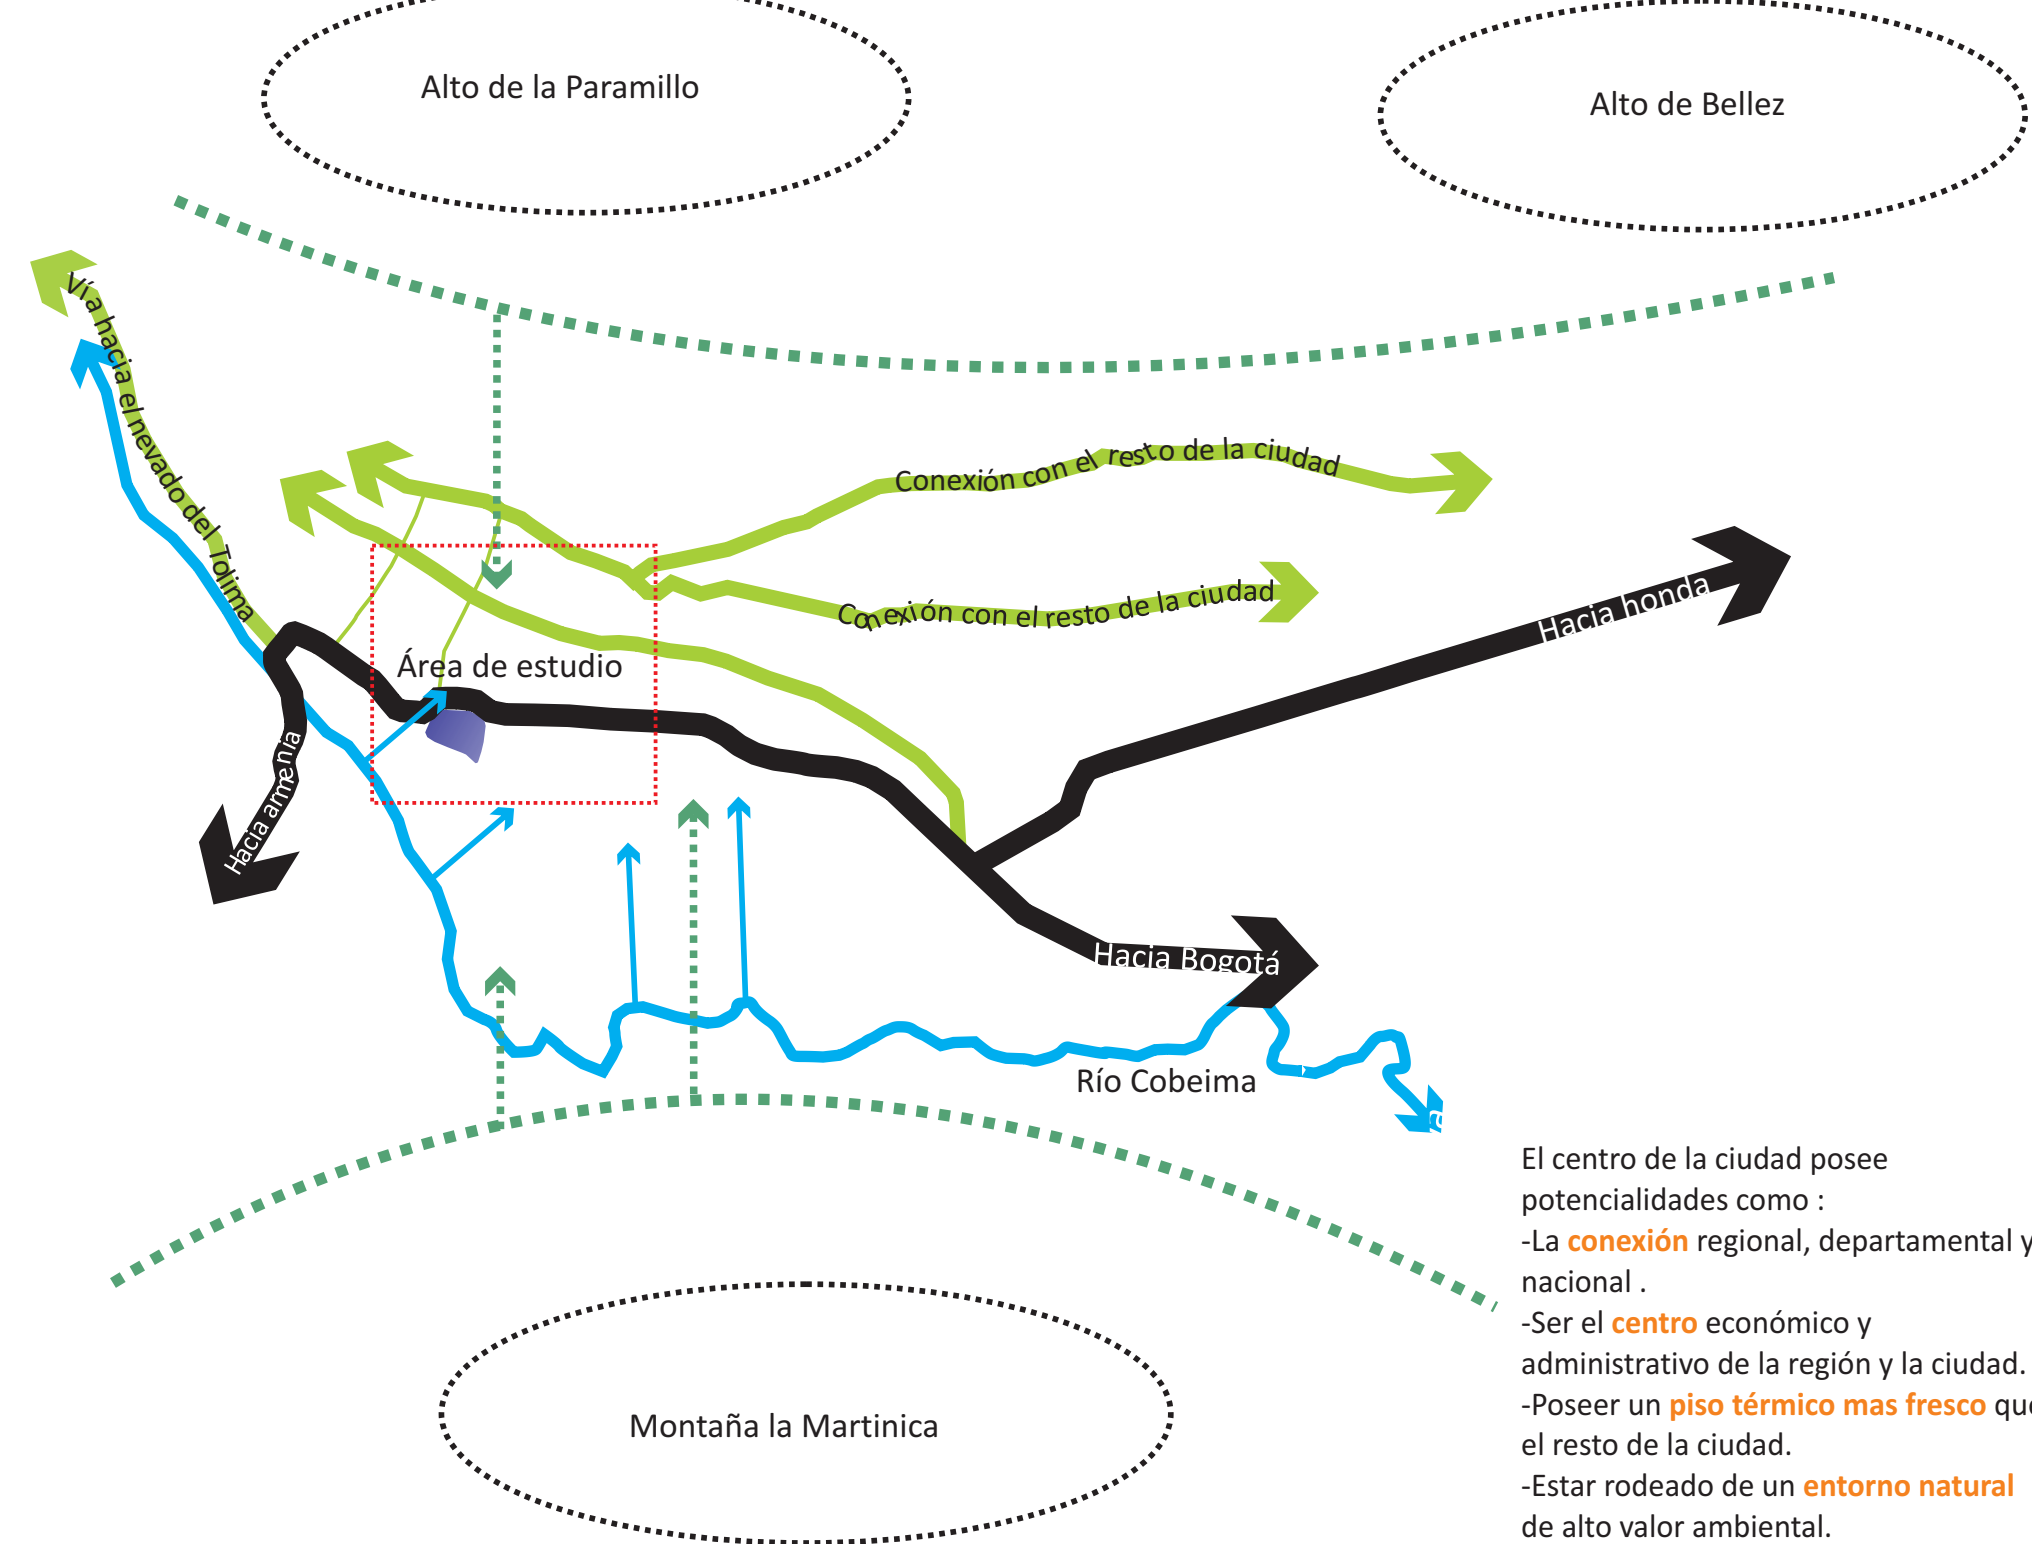 Alto de la Paramillo
Alto de Bellez
Vía hacia el nevado del Tolima
Conexión con el resto de la ciudad
Conexión con el resto de la ciudad
Hacia honda
Área de estudio
Hacia armenia
Hacia Bogotá
Río Cobeima
El centro de la ciudad posee
potencialidades como :
-La conexión regional, departamental y
nacional .
-Ser el centro económico y
administrativo de la región y la ciudad.
-Poseer un piso térmico mas fresco que
el resto de la ciudad.
-Estar rodeado de un entorno natural
de alto valor ambiental.
Montaña la Martinica